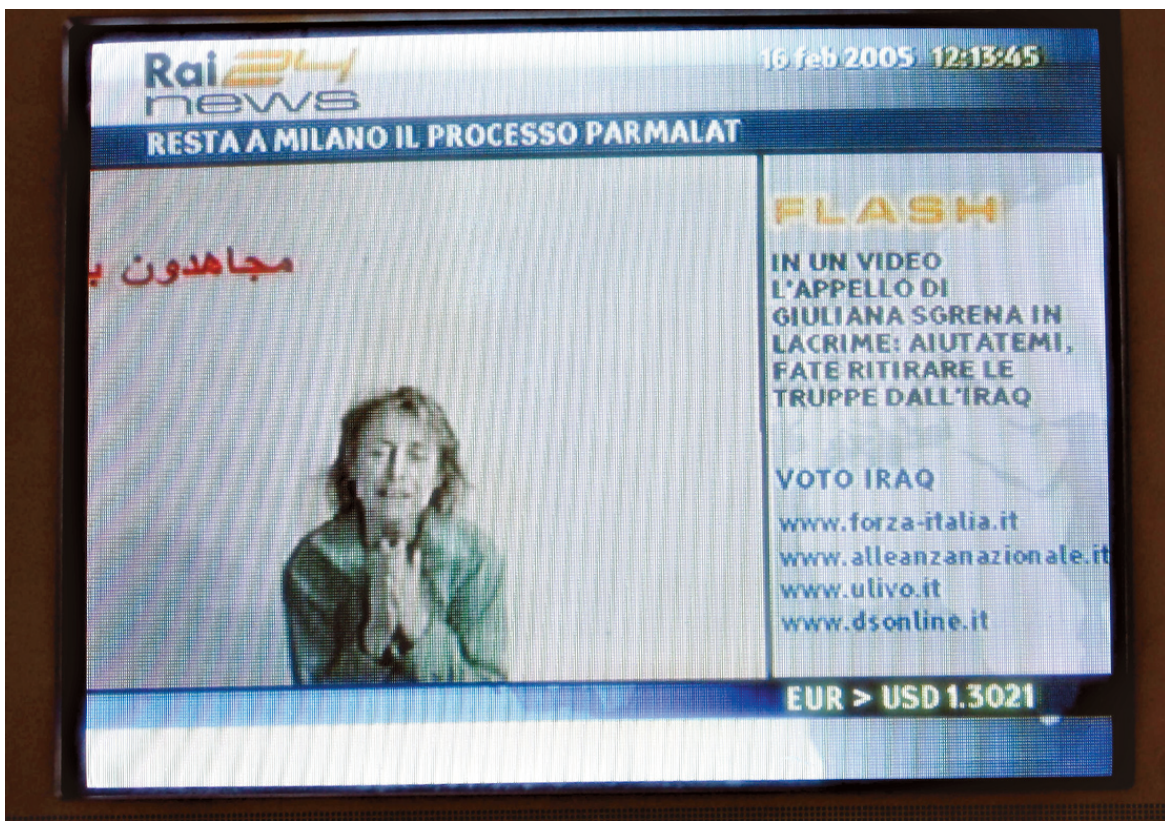 Rai 24
news
16 feb 2005 12:13:45
RESTA A MILANO IL PROCESSO PARMALAT
مجاهدون ب
FLASH
IN UN VIDEO
L'APPELLO DI
GIULIANA SGRENA IN
LACRIME: AIUTATEMI,
FATE RITIRARE LE
TRUPPE DALL'IRAQ
VOTO IRAQ
www.forza-italia.it
www.alleanzanazionale.it
www.ulivo.it
www.dsonline.it
EUR > USD 1.3021